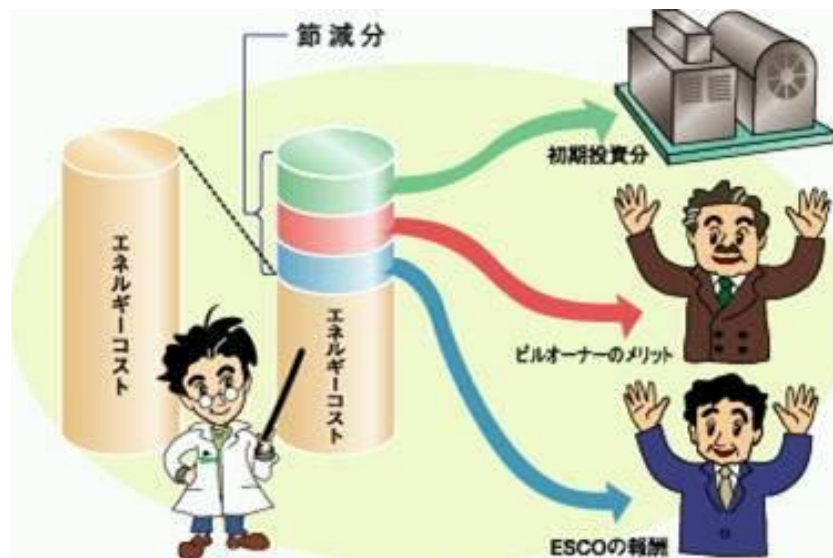 節減分
初期投資分
エネルギーコスト
エネルギーコスト
ビルオーナーのメリット
ESCOの報酬